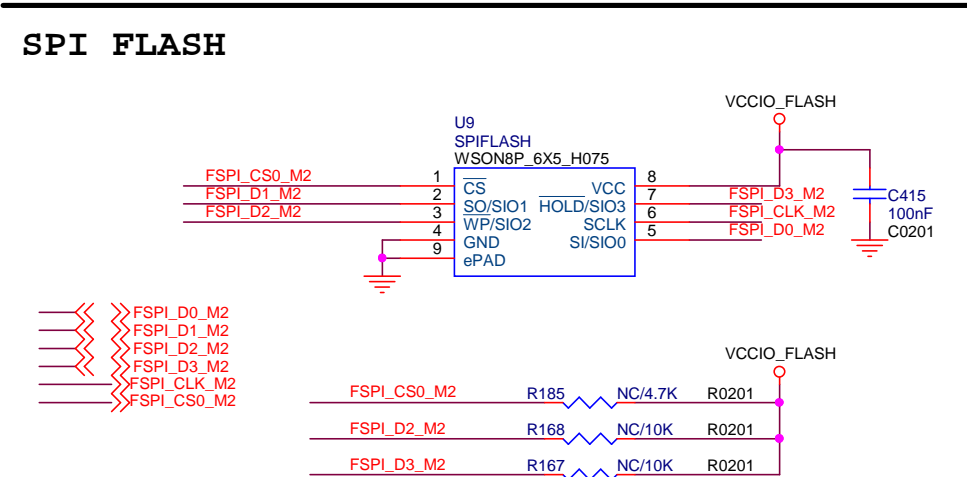 SPI FLASH
VCCIO_FLASH
U9
SPIFLASH
WSON8P_6X5_H075
FSPI_CS0_M2 1 CS VCC 8
FSPI_D1_M2 2 SO/SIO1 HOLD/SIO3 7 FSPI_D3_M2
FSPI_D2_M2 3 WP/SIO2 SCLK 6 FSPI_CLK_M2
4 GND SI/SIO0 5 FSPI_D0_M2
9 ePAD
C415
100nF
C0201
FSPI_D0_M2
FSPI_D1_M2
FSPI_D2_M2
FSPI_D3_M2
FSPI_CLK_M2
FSPI_CS0_M2
VCCIO_FLASH
FSPI_CS0_M2 R185 NC/4.7K R0201
FSPI_D2_M2 R168 NC/10K R0201
FSPI_D3_M2 R167 NC/10K R0201